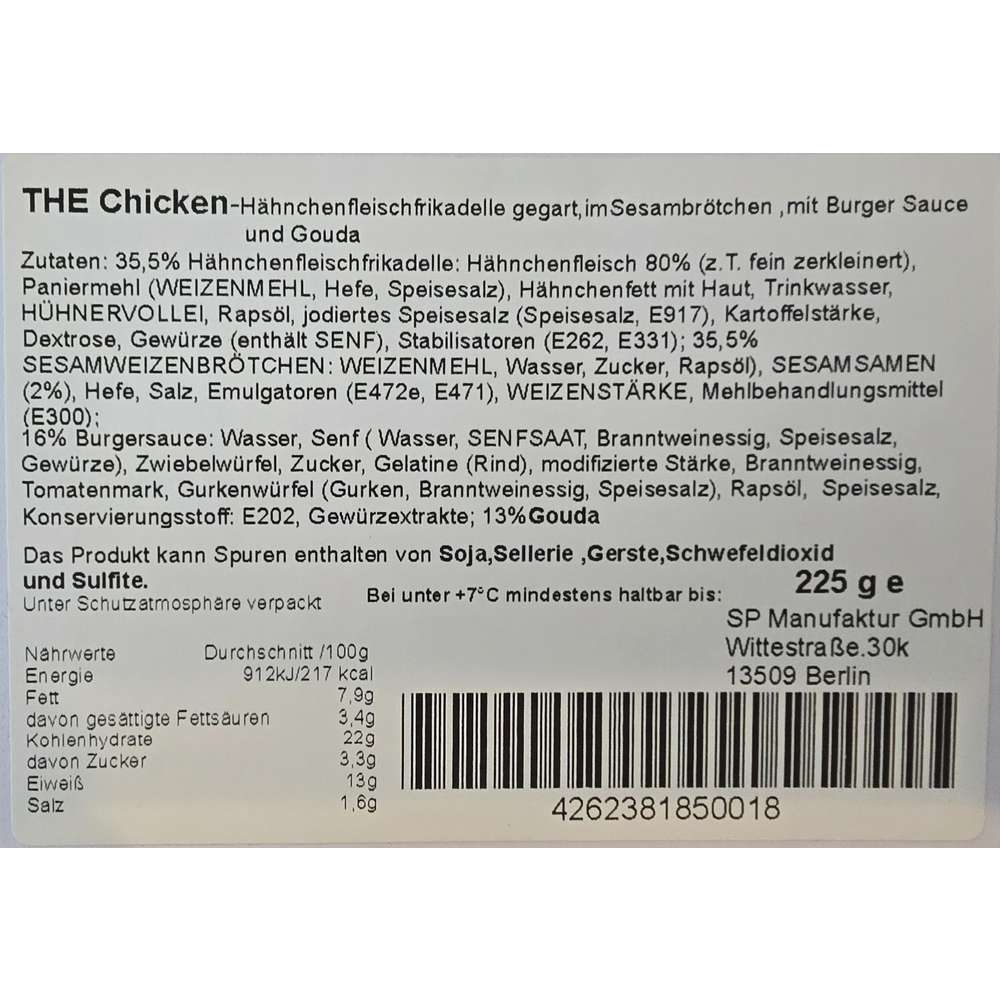 THE Chicken-Hähnchenfleischfrikadelle gegart,imSesambrötchen ,mit Burger Sauce
und Gouda
Zutaten: 35,5% Hähnchenfleischfrikadelle: Hähnchenfleisch 80% (z.T. fein zerkleinert),
Paniermehl (WEIZENMEHL, Hefe, Speisesalz), Hähnchenfett mit Haut, Trinkwasser,
HÜHNERVOLLEI, Rapsöl, jodiertes Speisesalz (Speisesalz, E917), Kartoffelstärke,
Dextrose, Gewürze (enthält SENF), Stabilisatoren (E262, E331); 35,5%
SESAMWEIZENBRÖTCHEN: WEIZENMEHL, Wasser, Zucker, Rapsöl), SESAMSAMEN
(2%), Hefe, Salz, Emulgatoren (E472e, E471), WEIZENSTÄRKE, Mehlbehandlungsmittel
(E300);
16% Burgersauce: Wasser, Senf ( Wasser, SENFSAAT, Branntweinessig, Speisesalz,
Gewürze), Zwiebelwürfel, Zucker, Gelatine (Rind), modifizierte Stärke, Branntweinessig,
Tomatenmark, Gurkenwürfel (Gurken, Branntweinessig, Speisesalz), Rapsöl, Speisesalz,
Konservierungsstoff: E202, Gewürzextrakte; 13%Gouda
Das Produkt kann Spuren enthalten von Soja,Sellerie ,Gerste,Schwefeldioxid
und Sulfite.
Unter Schutzatmosphäre verpackt
Bei unter +7°C mindestens haltbar bis:
225 g e
SP Manufaktur GmbH
Wittestraße.30k
13509 Berlin
Nährwerte Durchschnitt /100g
Energie 912kJ/217 kcal
Fett 7,9g
davon gesättigte Fettsäuren 3,4g
Kohlenhydrate 22g
davon Zucker 3,3g
Eiweiß 13g
Salz 1,6g
4262381850018